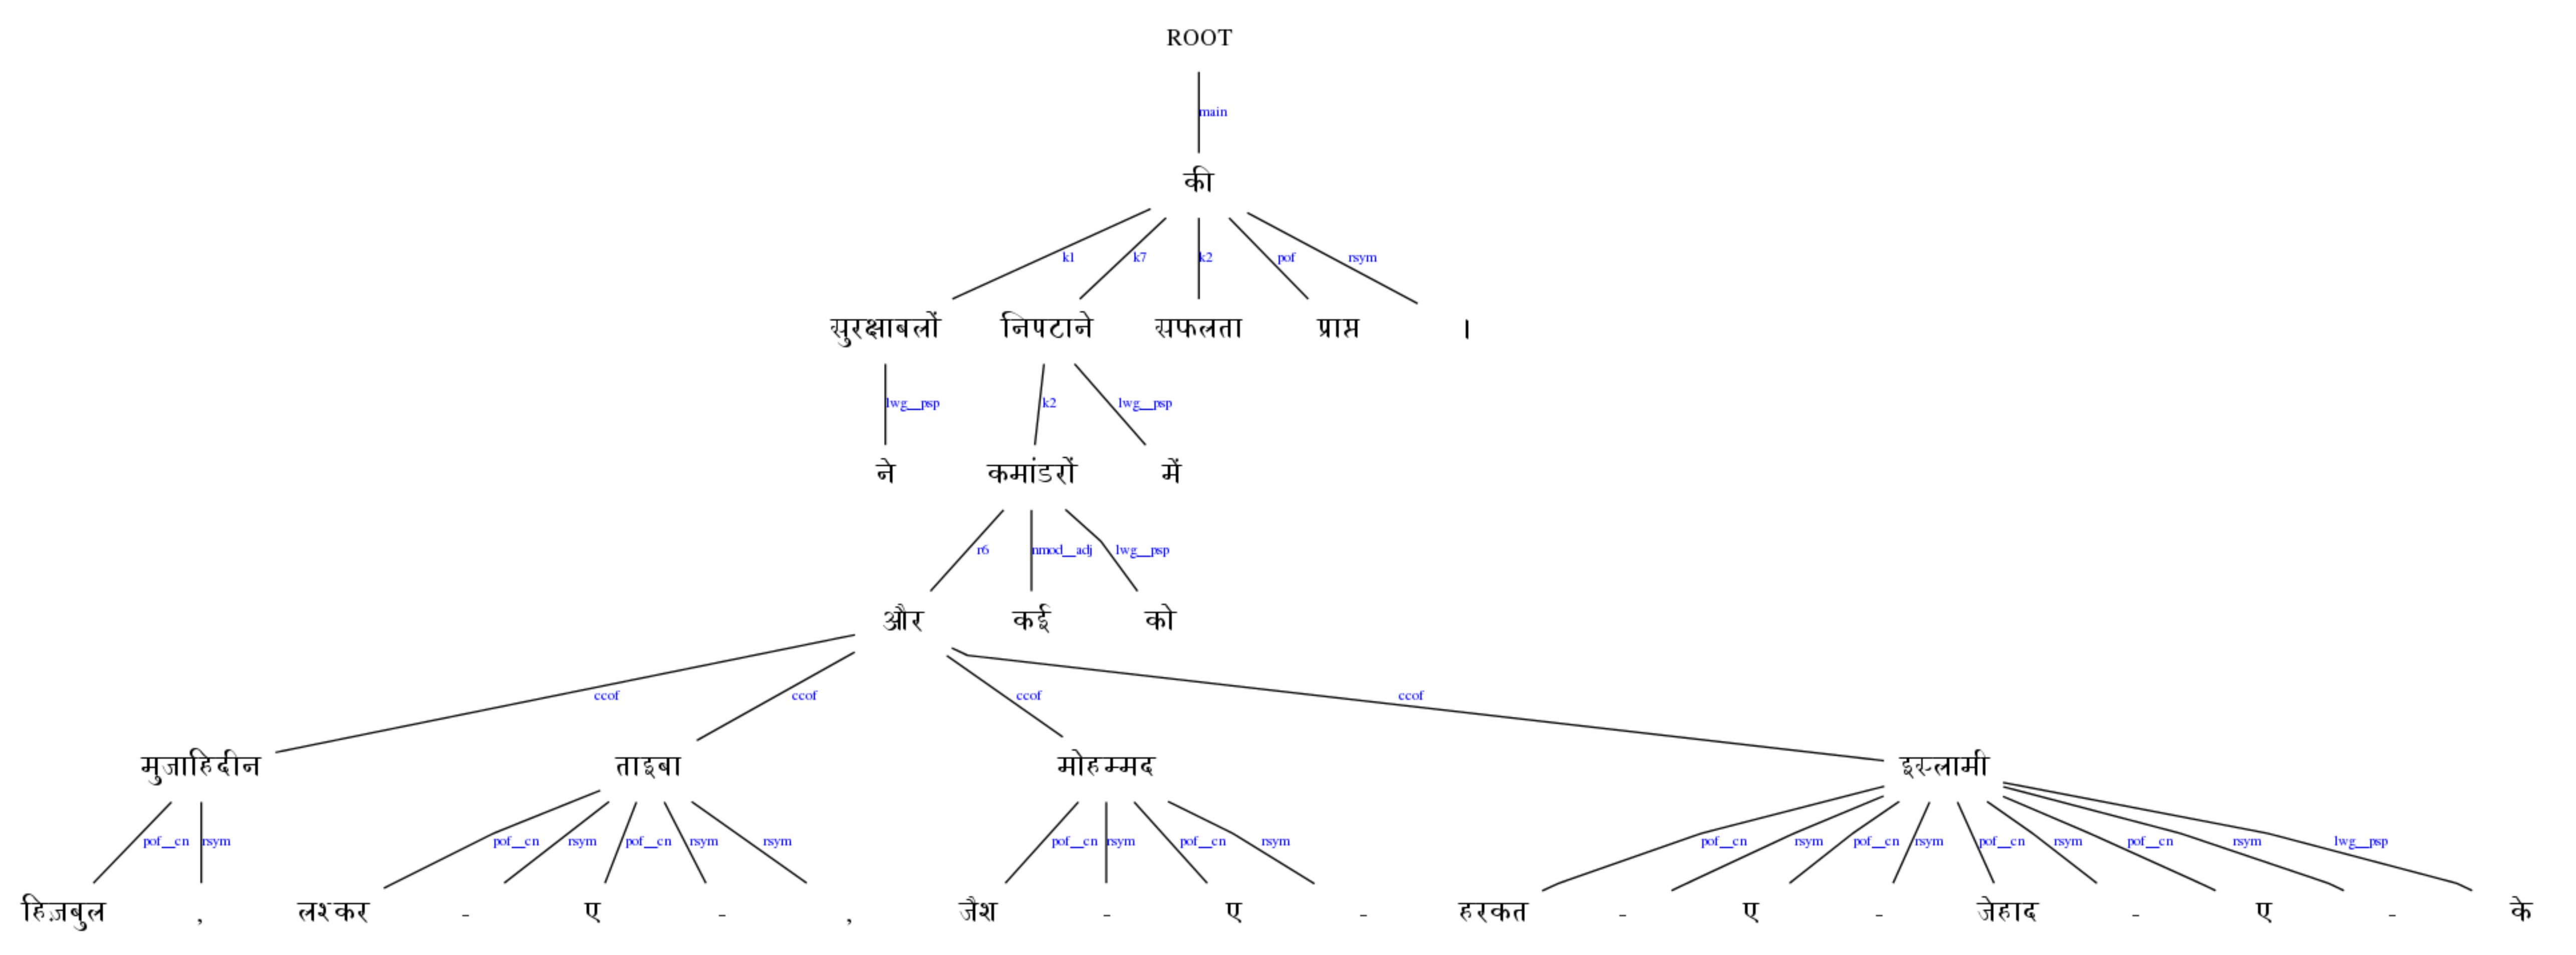 ROOT
main
की
k1 k7 k2 pof rsym
सुरक्षाबलों निपटाने सफलता प्राप्त ।
lwg__psp k2 lwg__psp
ने कमांडरों में
r6 nmod__adj lwg__psp
और कई को
ccof ccof ccof ccof
मुजाहिदीन ताइबा मोहम्मद इस्लामी
pof__cn rsym pof__cn rsym pof__cn rsym rsym pof__cn rsym pof__cn rsym pof__cn rsym pof__cn rsym pof__cn rsym pof__cn rsym lwg__psp
हिज़बुल , लश्कर - ए - , जैश - ए - हरकत - ए - जेहाद - ए - के